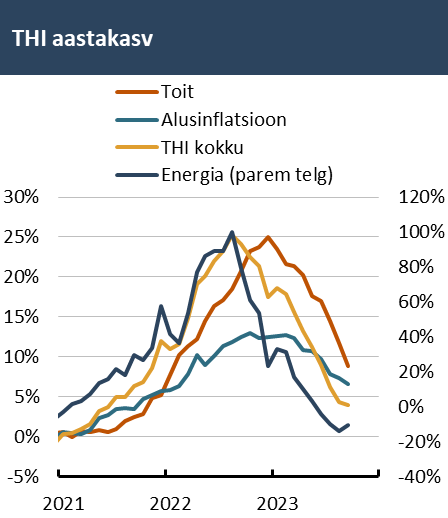 THI aastakasv
Toit
Alusinflatsioon
THI kokku
Energia (parem telg)
30% 120%
25% 100%
20% 80%
15% 60%
10% 40%
5% 20%
0% 0%
-5% -20%
-40%
2021 2022 2023